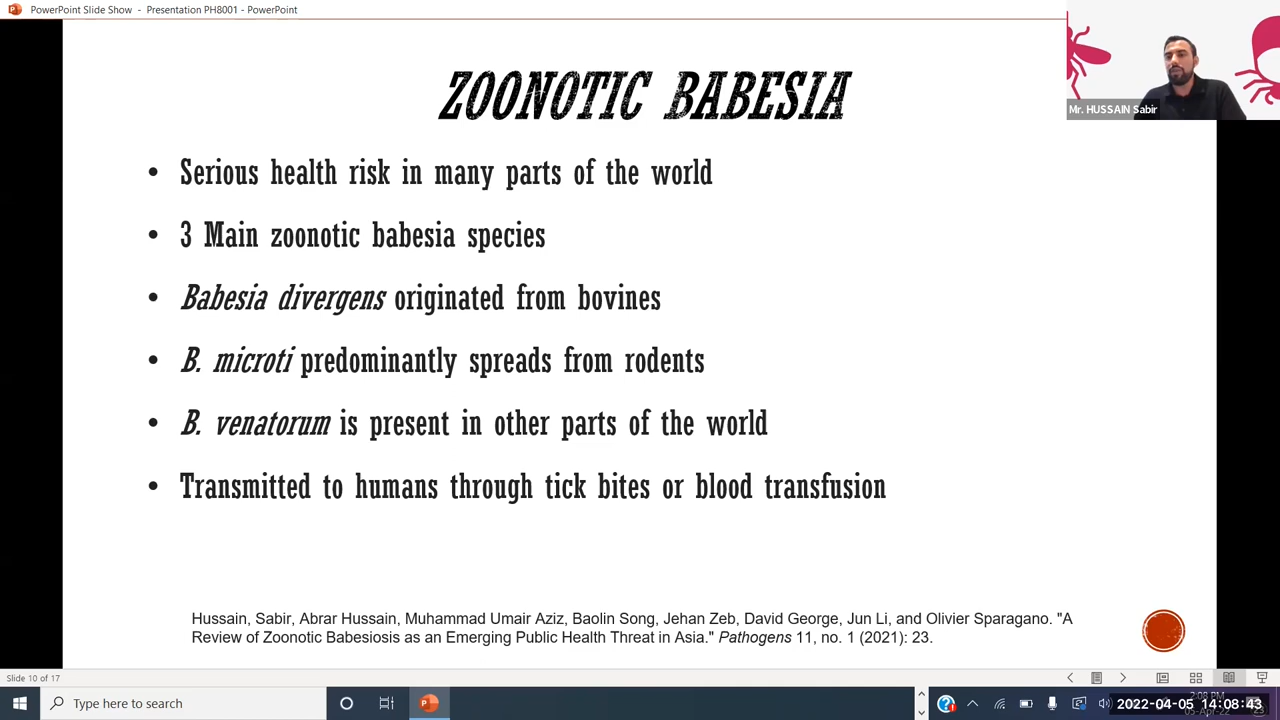 PowerPoint Slide Show - Presentation PH8001 - PowerPoint
Mr. HUSSAIN Sabir
ZOONOTIC BABESIA
• Serious health risk in many parts of the world
• 3 Main zoonotic babesia species
• Babesia divergens originated from bovines
• B. microti predominantly spreads from rodents
• B. venatorum is present in other parts of the world
• Transmitted to humans through tick bites or blood transfusion
Hussain, Sabir, Abrar Hussain, Muhammad Umair Aziz, Baolin Song, Jehan Zeb, David George, Jun Li, and Olivier Sparagano. "A
Review of Zoonotic Babesiosis as an Emerging Public Health Threat in Asia." Pathogens 11, no. 1 (2021): 23.
Slide 10 of 17
Type here to search
2022-04-05 14:08:43